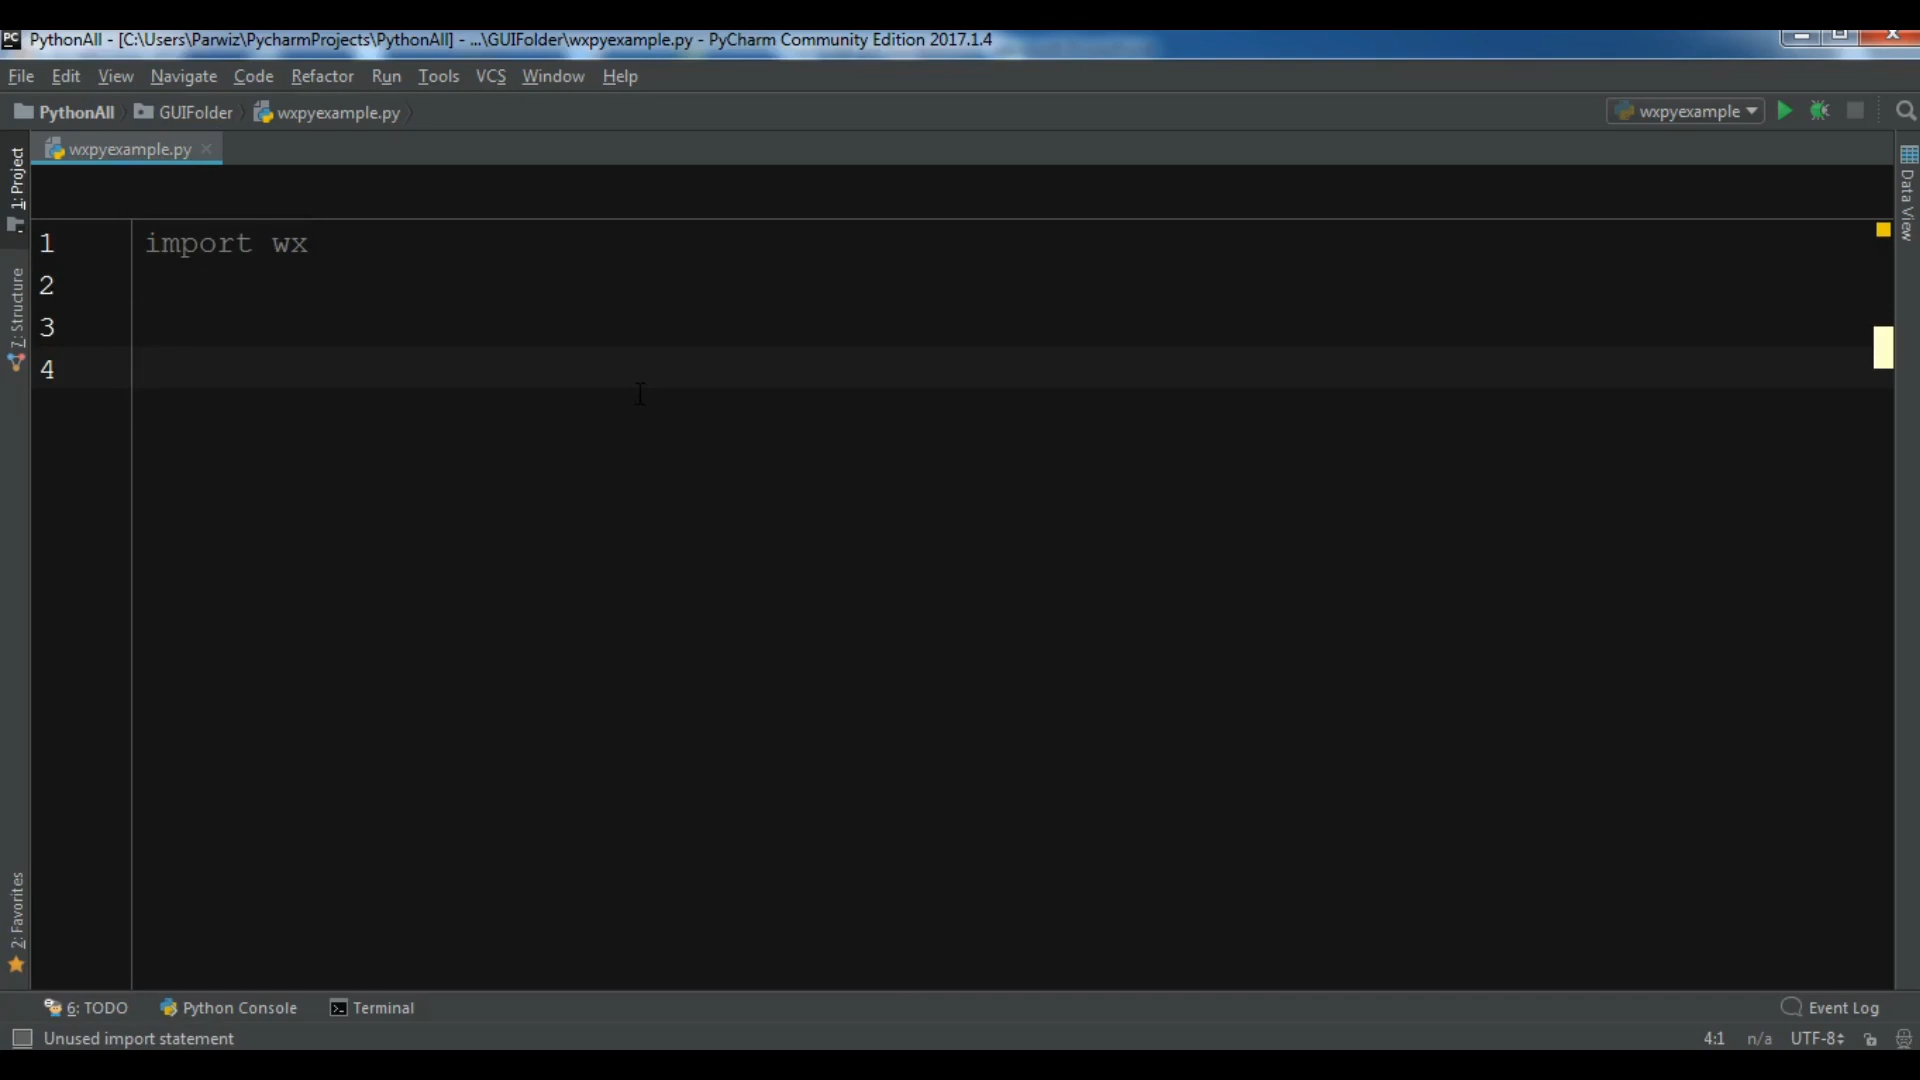 PythonAll - [C:\Users\Parwiz\PycharmProjects\PythonAll] - ...\GUIFolder\wxpyexample.py - PyCharm Community Edition 2017.1.4
File Edit View Navigate Code Refactor Run Tools VCS Window Help
PythonAll GUIFolder wxpyexample.py wxpyexample
wxpyexample.py
1: Project
7: Structure
2: Favorites
Data View
1 import wx
2
3
4
6: TODO Python Console Terminal Event Log
Unused import statement 4:1 n/a UTF-8